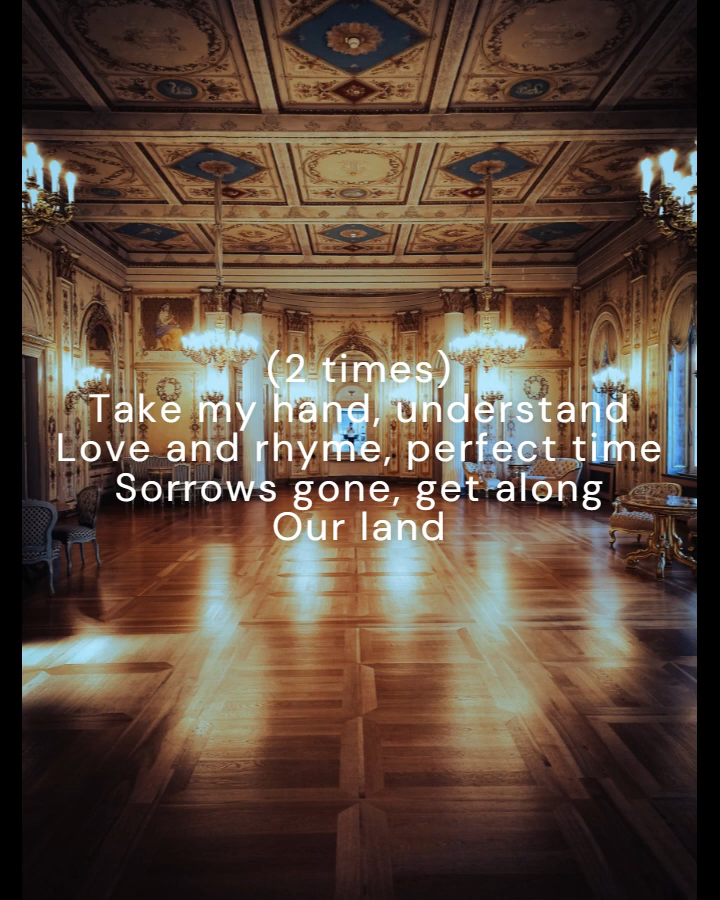 (2 times)
Take my hand, understand
Love and rhyme, perfect time
Sorrows gone, get along
Our land